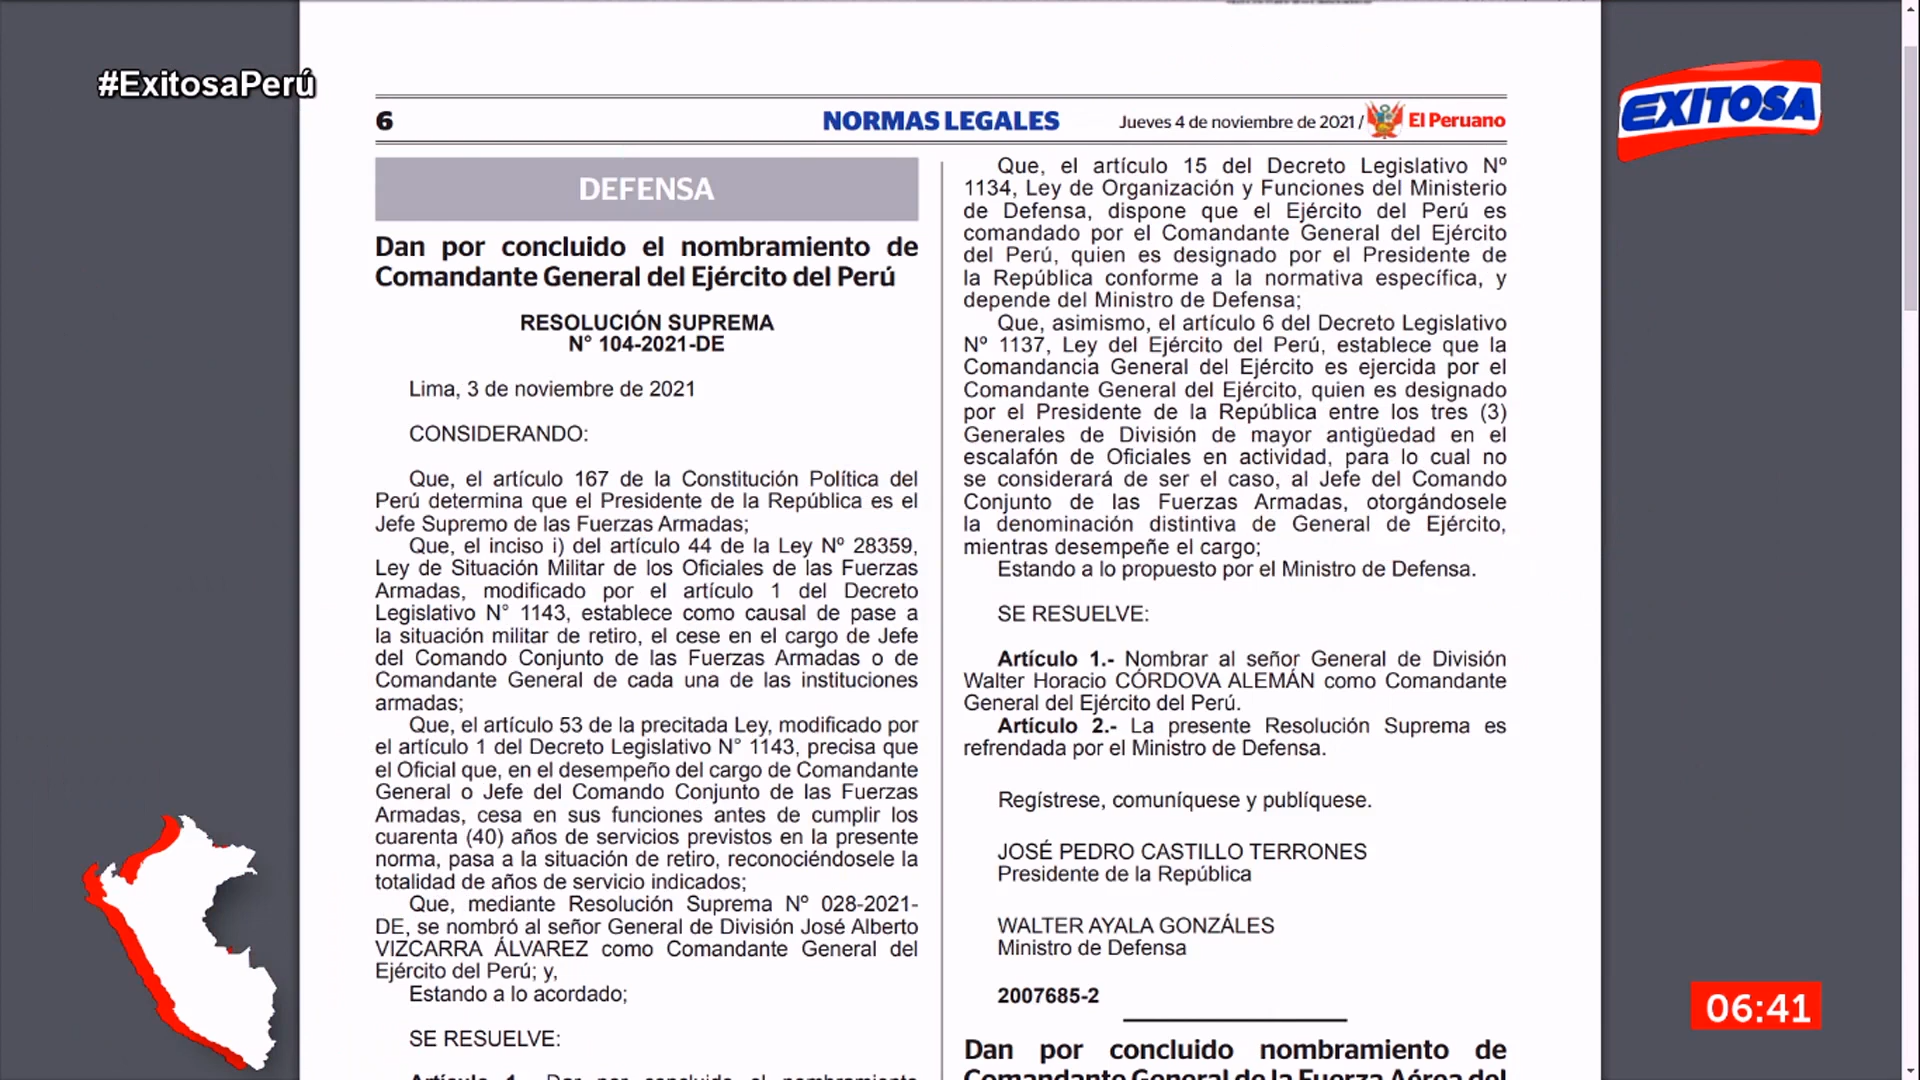 #ExitosaPerú
EXITOSA
6
NORMAS LEGALES
Jueves 4 de noviembre de 2021 /
El Peruano
DEFENSA
Dan por concluido el nombramiento de
Comandante General del Ejército del Perú
RESOLUCIÓN SUPREMA
N° 104-2021-DE
Lima, 3 de noviembre de 2021
CONSIDERANDO:
Que, el artículo 167 de la Constitución Política del
Perú determina que el Presidente de la República es el
Jefe Supremo de las Fuerzas Armadas;
Que, el inciso i) del artículo 44 de la Ley Nº 28359,
Ley de Situación Militar de los Oficiales de las Fuerzas
Armadas, modificado por el artículo 1 del Decreto
Legislativo N° 1143, establece como causal de pase a
la situación militar de retiro, el cese en el cargo de Jefe
del Comando Conjunto de las Fuerzas Armadas o de
Comandante General de cada una de las instituciones
armadas;
Que, el artículo 53 de la precitada Ley, modificado por
el artículo 1 del Decreto Legislativo N° 1143, precisa que
el Oficial que, en el desempeño del cargo de Comandante
General o Jefe del Comando Conjunto de las Fuerzas
Armadas, cesa en sus funciones antes de cumplir los
cuarenta (40) años de servicios previstos en la presente
norma, pasa a la situación de retiro, reconociéndosele la
totalidad de años de servicio indicados;
Que, mediante Resolución Suprema Nº 028-2021-
DE, se nombró al señor General de División José Alberto
VIZCARRA ÁLVAREZ como Comandante General del
Ejército del Perú; y,
Estando a lo acordado;
SE RESUELVE:
Artículo 1.- Dar por concluido el nombramiento
Que, el artículo 15 del Decreto Legislativo Nº
1134, Ley de Organización y Funciones del Ministerio
de Defensa, dispone que el Ejército del Perú es
comandado por el Comandante General del Ejército
del Perú, quien es designado por el Presidente de
la República conforme a la normativa específica, y
depende del Ministro de Defensa;
Que, asimismo, el artículo 6 del Decreto Legislativo
Nº 1137, Ley del Ejército del Perú, establece que la
Comandancia General del Ejército es ejercida por el
Comandante General del Ejército, quien es designado
por el Presidente de la República entre los tres (3)
Generales de División de mayor antigüedad en el
escalafón de Oficiales en actividad, para lo cual no
se considerará de ser el caso, al Jefe del Comando
Conjunto de las Fuerzas Armadas, otorgándosele
la denominación distintiva de General de Ejército,
mientras desempeñe el cargo;
Estando a lo propuesto por el Ministro de Defensa.
SE RESUELVE:
Artículo 1.- Nombrar al señor General de División
Walter Horacio CÓRDOVA ALEMÁN como Comandante
General del Ejército del Perú.
Artículo 2.- La presente Resolución Suprema es
refrendada por el Ministro de Defensa.
Regístrese, comuníquese y publíquese.
JOSÉ PEDRO CASTILLO TERRONES
Presidente de la República
WALTER AYALA GONZÁLES
Ministro de Defensa
2007685-2
Dan por concluido nombramiento de
Comandante General de la Fuerza Aérea del
06:41